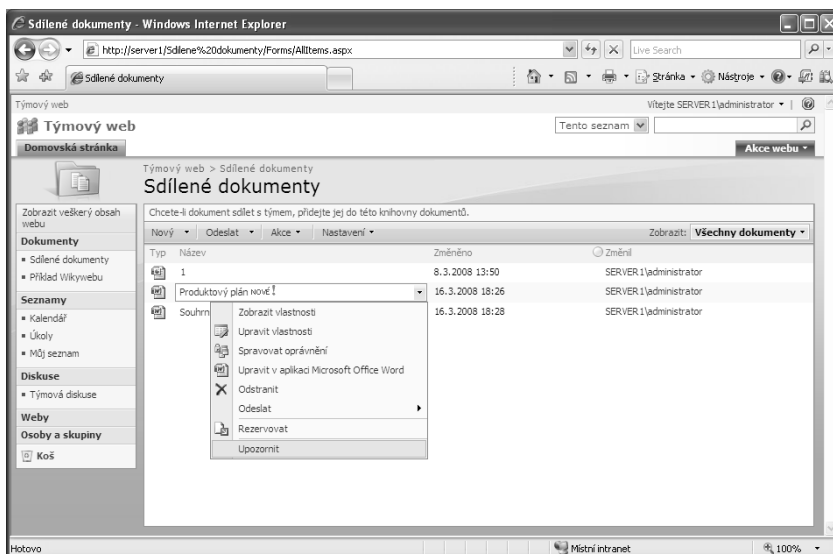 Sdílené dokumenty - Windows Internet Explorer
http://server1/Sdilene%20dokumenty/Forms/AllItems.aspx
Live Search
Sdílené dokumenty
Stránka
Nástroje
Týmový web
Vítejte SERVER1\administrator
Týmový web
Tento seznam
Domovská stránka
Akce webu
Týmový web > Sdílené dokumenty
Sdílené dokumenty
Zobrazit veškerý obsah webu
Chcete-li dokument sdílet s týmem, přidejte jej do této knihovny dokumentů.
Nový Odeslat Akce Nastavení
Zobrazit: Všechny dokumenty
Dokumenty
Sdílené dokumenty
Příklad Wikywebu
Seznamy
Kalendář
Úkoly
Můj seznam
Diskuse
Týmová diskuse
Weby
Osoby a skupiny
Koš
Typ Název Změněno Změnil
1 8.3.2008 13:50 SERVER1\administrator
Produktový plán NOVÉ! 16.3.2008 18:26 SERVER1\administrator
Souhrn 16.3.2008 18:28 SERVER1\administrator
Zobrazit vlastnosti
Upravit vlastnosti
Spravovat oprávnění
Upravit v aplikaci Microsoft Office Word
Odstranit
Odeslat
Rezervovat
Upozornit
Hotovo
Místní intranet
100%